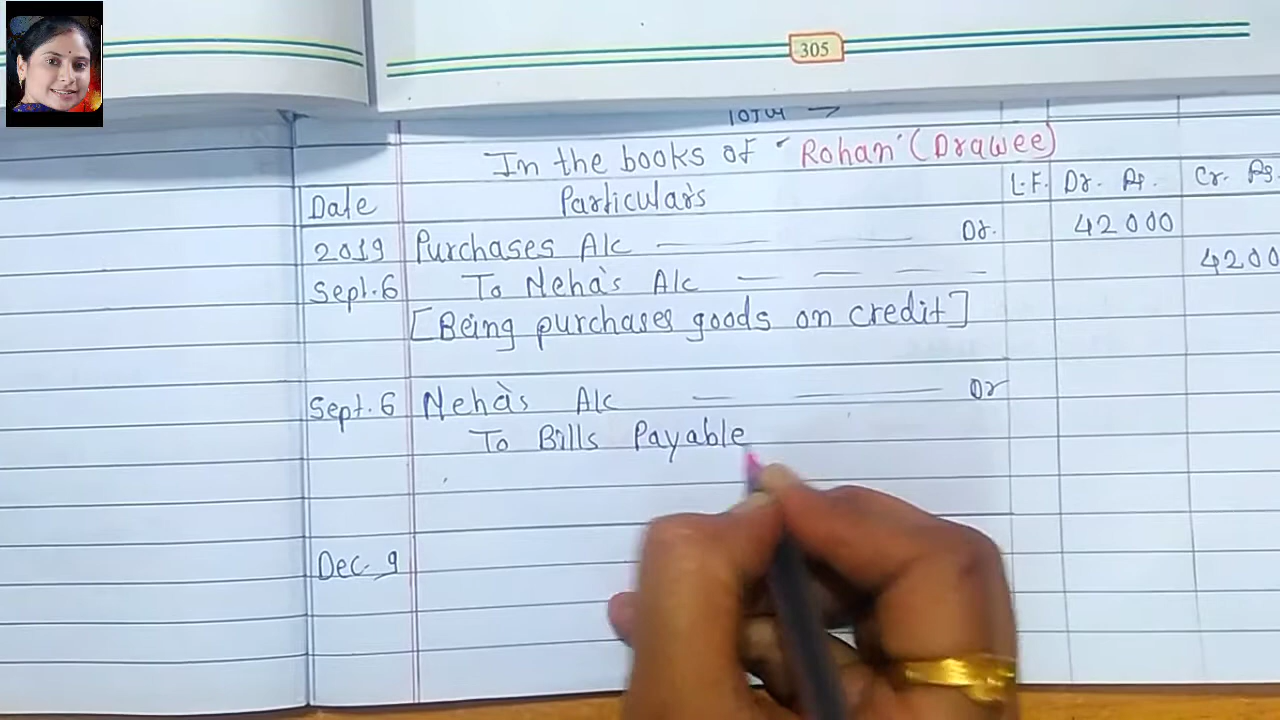 305
In the books of "Rohan" (Drawee)
Date Particulars L.F. Dr. Rs. Cr. Rs.
2019 Purchases A/c Dr. 42000
Sept. 6 To Neha's A/c 4200
[Being purchases goods on credit]
Sept. 6 Neha's A/c Dr
To Bills Payable
Dec. 9